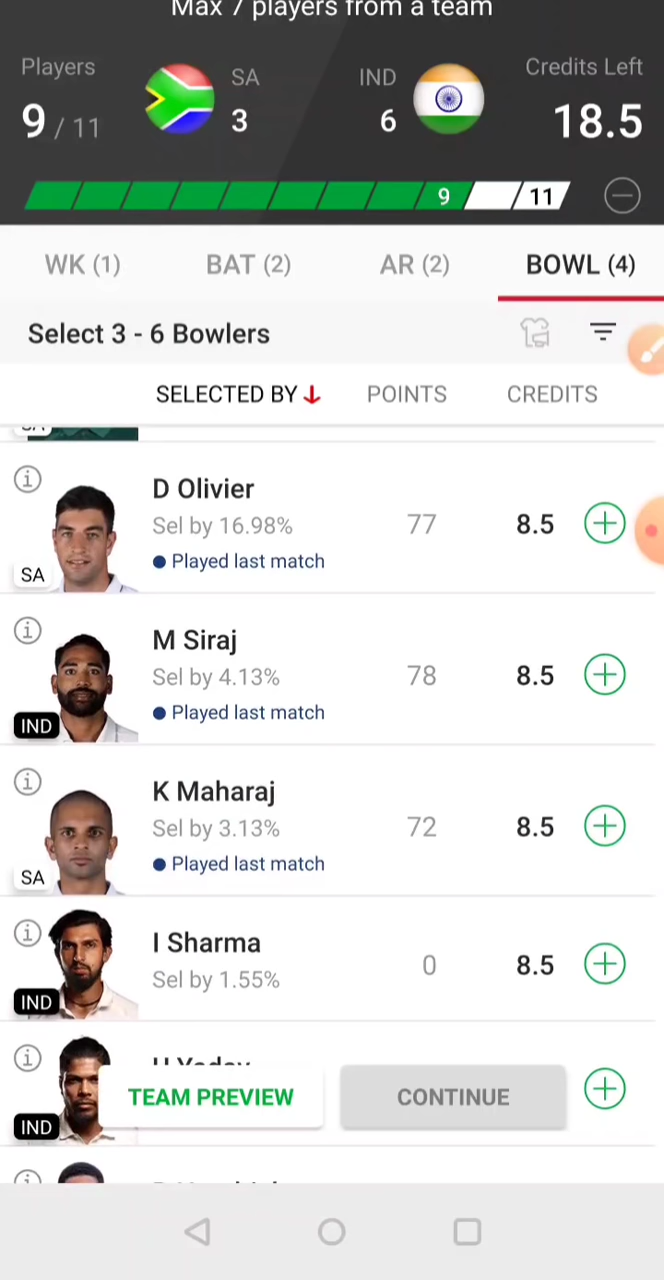 Max 7 players from a team
Players SA IND Credits Left
9 / 11 3 6 18.5
9 11
WK (1) BAT (2) AR (2) BOWL (4)
Select 3 - 6 Bowlers
SELECTED BY POINTS CREDITS
SA
D Olivier
Sel by 16.98% 77 8.5
Played last match
SA
M Siraj
Sel by 4.13% 78 8.5
Played last match
IND
K Maharaj
Sel by 3.13% 72 8.5
Played last match
SA
I Sharma
Sel by 1.55% 0 8.5
IND
TEAM PREVIEW CONTINUE
IND